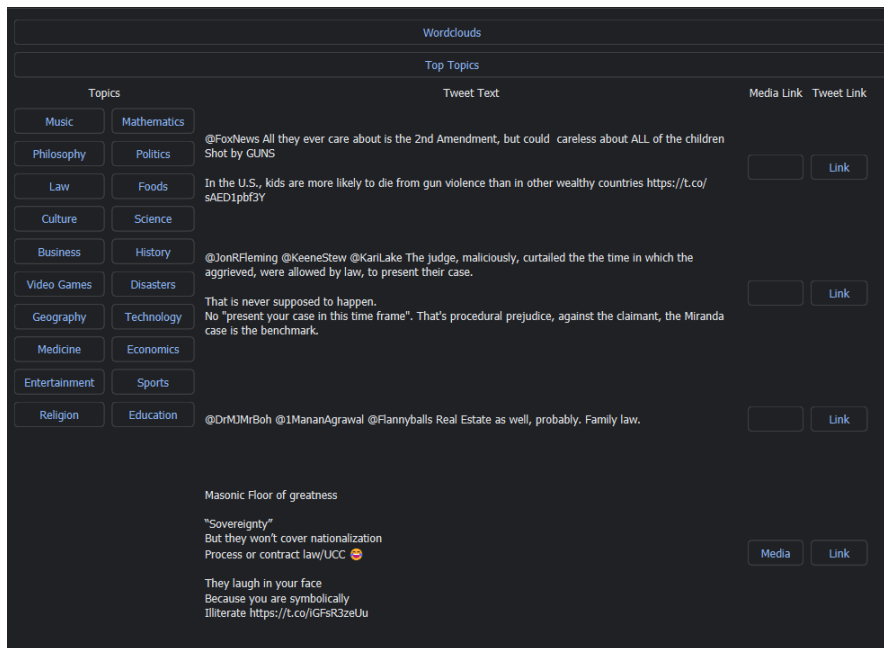 Wordclouds
Top Topics
Topics
Tweet Text
Media Link
Tweet Link
Music
Mathematics
Philosophy
Politics
Law
Foods
Culture
Science
Business
History
Video Games
Disasters
Geography
Technology
Medicine
Economics
Entertainment
Sports
Religion
Education
@FoxNews All they ever care about is the 2nd Amendment, but could  careless about ALL of the children
Shot by GUNS
In the U.S., kids are more likely to die from gun violence than in other wealthy countries https://t.co/
sAED1pbf3Y
Link
@JonRFleming @KeeneStew @KariLake The judge, maliciously, curtailed the the time in which the
aggrieved, were allowed by law, to present their case.
That is never supposed to happen.
No "present your case in this time frame". That's procedural prejudice, against the claimant, the Miranda
case is the benchmark.
Link
@DrMJMrBoh @1MananAgrawal @Flannyballs Real Estate as well, probably. Family law.
Link
Masonic Floor of greatness
“Sovereignty”
But they won’t cover nationalization
Process or contract law/UCC 😂
They laugh in your face
Because you are symbolically
Illiterate https://t.co/iGFsR3zeUu
Media
Link